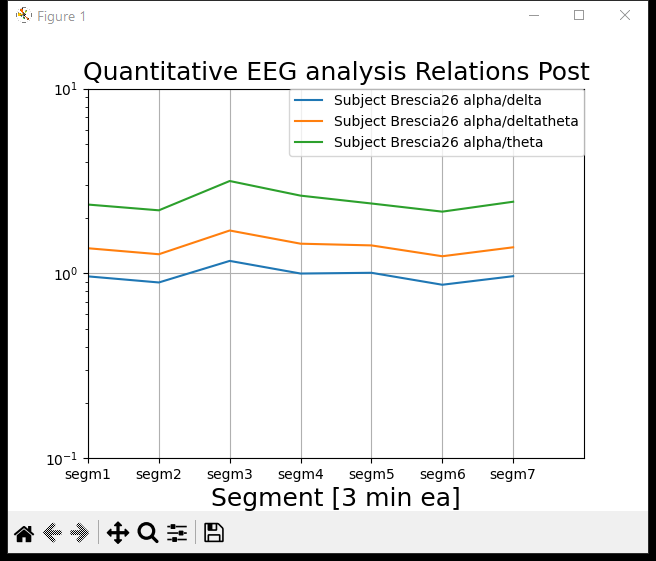 Figure 1
Quantitative EEG analysis Relations Post
10¹
Subject Brescia26 alpha/delta
Subject Brescia26 alpha/deltatheta
Subject Brescia26 alpha/theta
10⁰
10⁻¹
segm1 segm2 segm3 segm4 segm5 segm6 segm7
Segment [3 min ea]